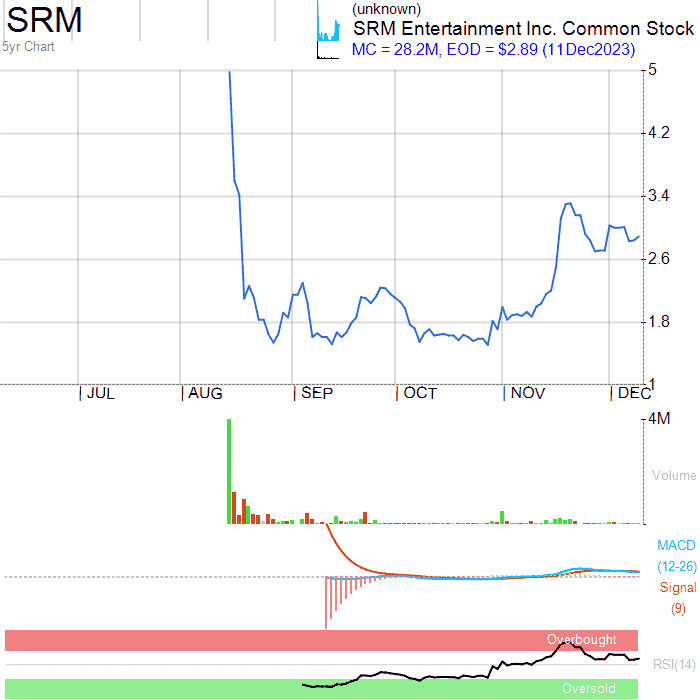 SRM
5yr Chart
(unknown)
SRM Entertainment Inc. Common Stock
MC = 28.2M, EOD = $2.89 (11Dec2023)
5
4.2
3.4
2.6
1.8
1
JUL AUG SEP OCT NOV DEC
4M
Volume
MACD
(12-26)
Signal
(9)
Overbought
RSI(14)
Oversold